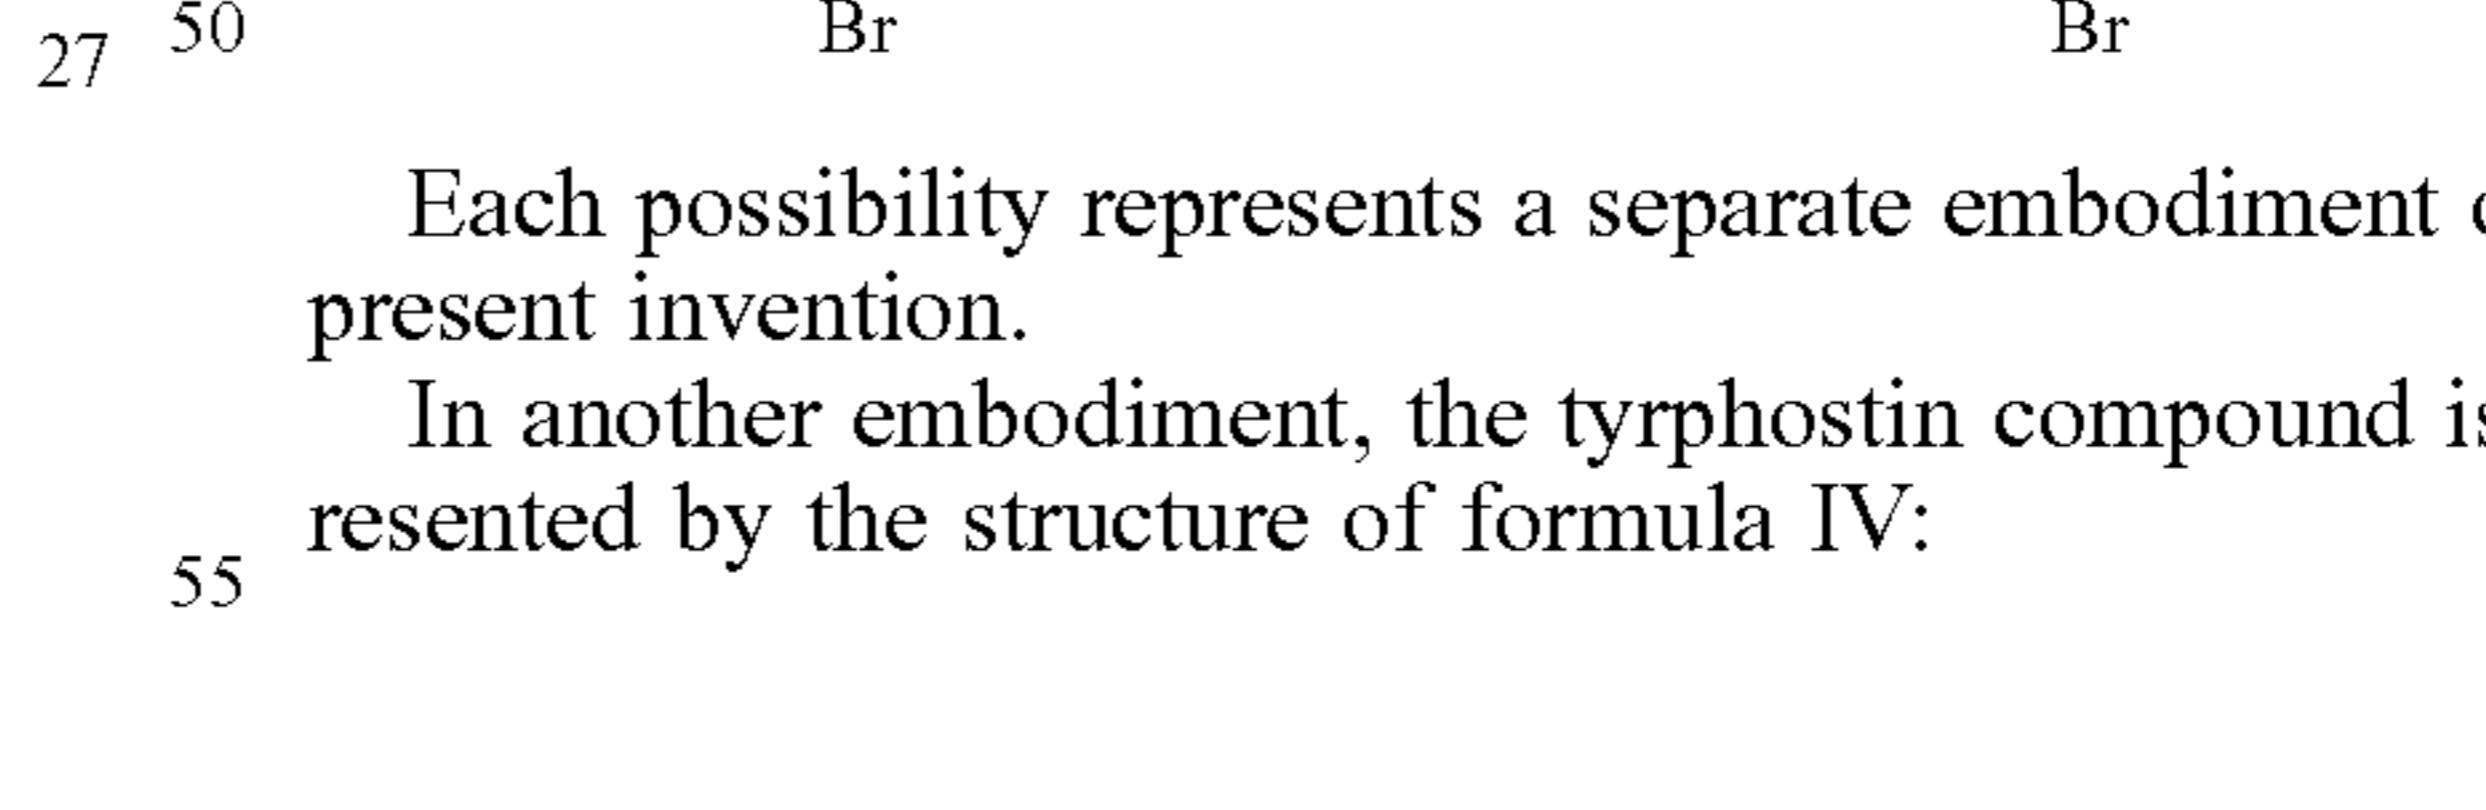 27 50 Br Br
Each possibility represents a separate embodiment
present invention.
In another embodiment, the tyrphostin compound is
resented by the structure of formula IV:
55